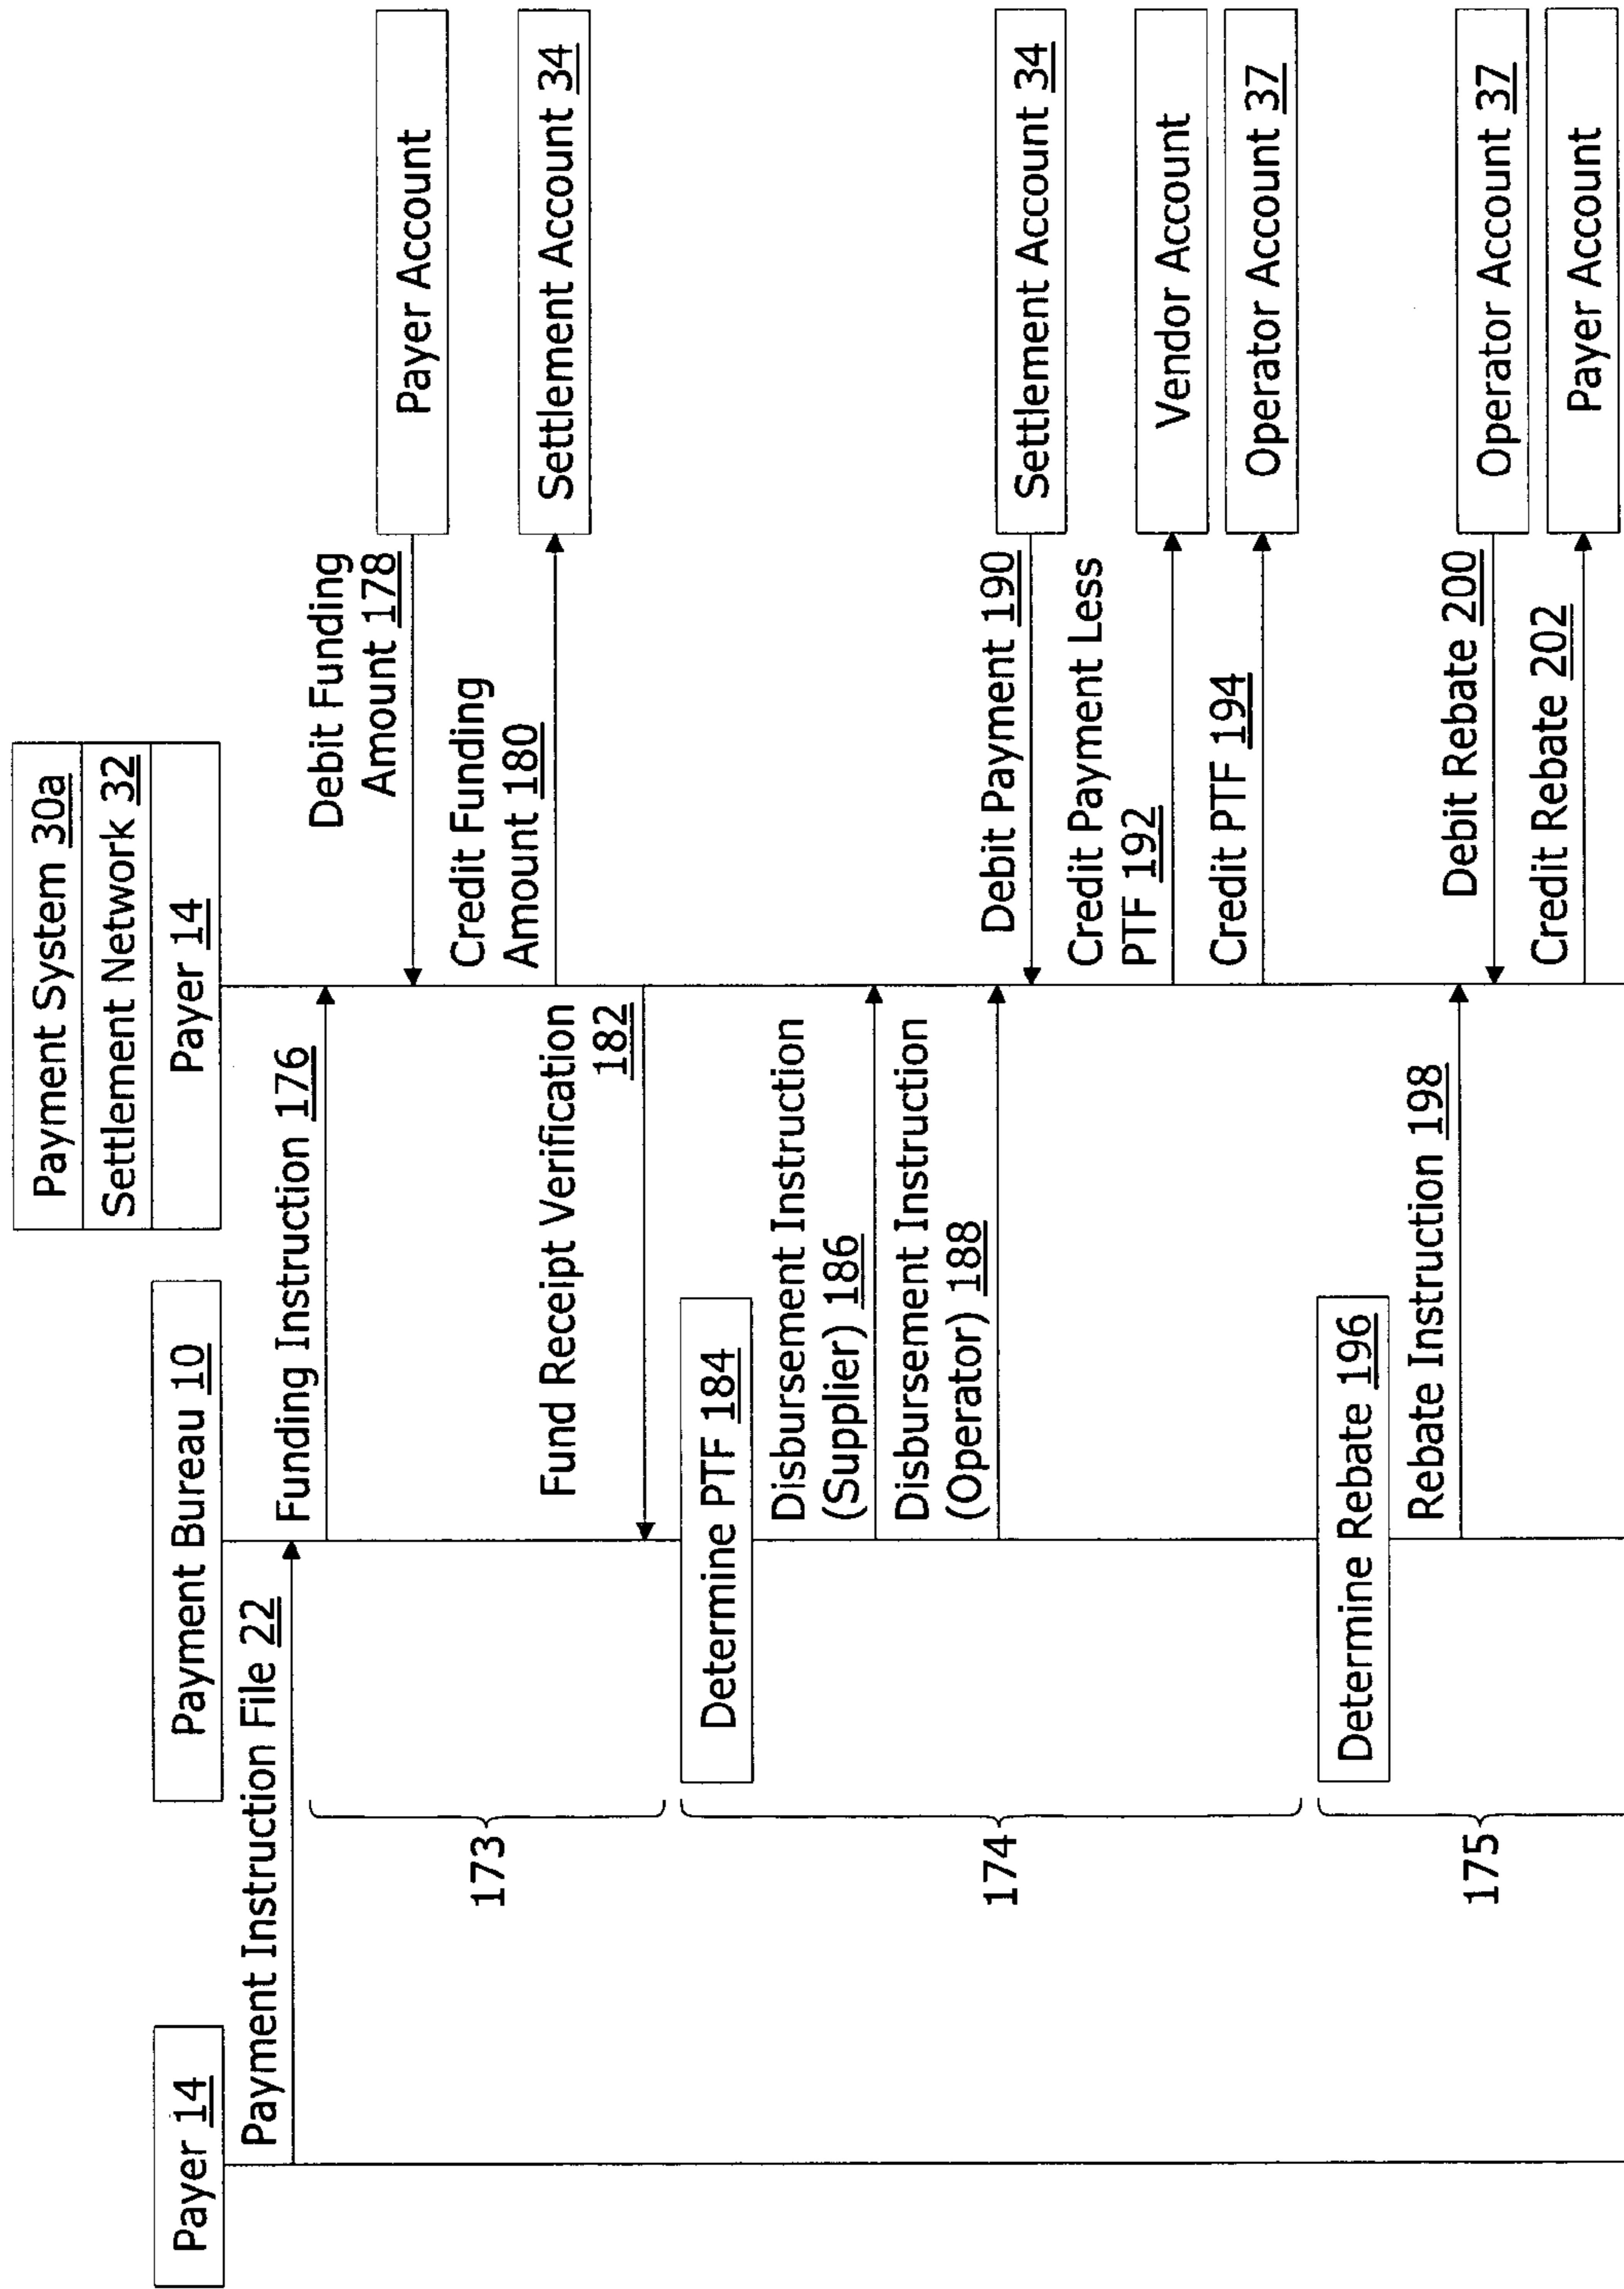 Payment System 30a
Settlement Network 32
Payer 14
Payment Bureau 10
Payer 14
Payment Instruction File 22
Funding Instruction 176
Debit Funding
Amount 178
Payer Account
Credit Funding
Amount 180
Settlement Account 34
173
Fund Receipt Verification
182
Determine PTF 184
Disbursement Instruction
(Supplier) 186
Disbursement Instruction
(Operator) 188
174
Debit Payment 190
Settlement Account 34
Credit Payment Less
PTF 192
Vendor Account
Credit PTF 194
Operator Account 37
Determine Rebate 196
Rebate Instruction 198
175
Debit Rebate 200
Operator Account 37
Credit Rebate 202
Payer Account